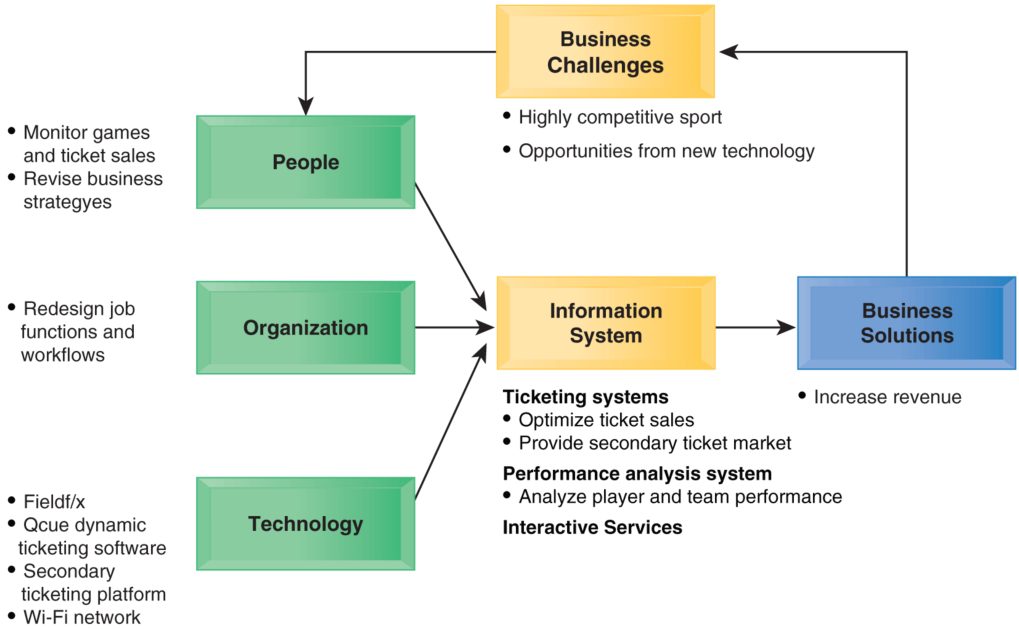 Business
Challenges
• Highly competitive sport
• Opportunities from new technology
People
• Monitor games
and ticket sales
• Revise business
strategyes
Organization
• Redesign job
functions and
workflows
Technology
• Fieldf/x
• Qcue dynamic
ticketing software
• Secondary
ticketing platform
• Wi-Fi network
Information
System
Ticketing systems
• Optimize ticket sales
• Provide secondary ticket market
Performance analysis system
• Analyze player and team performance
Interactive Services
Business
Solutions
• Increase revenue